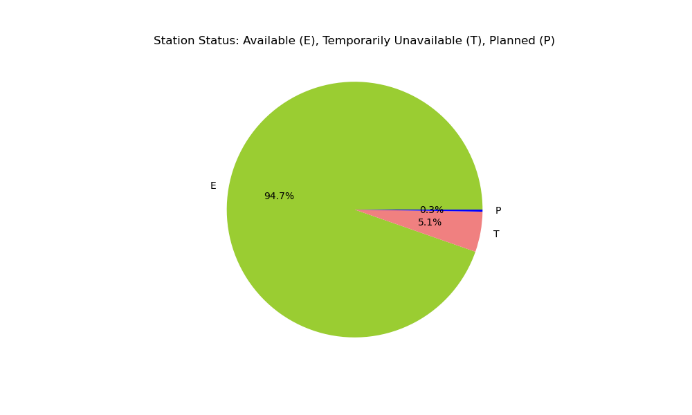 Station Status: Available (E), Temporarily Unavailable (T), Planned (P)
E
94.7%
0.3%
P
5.1%
T